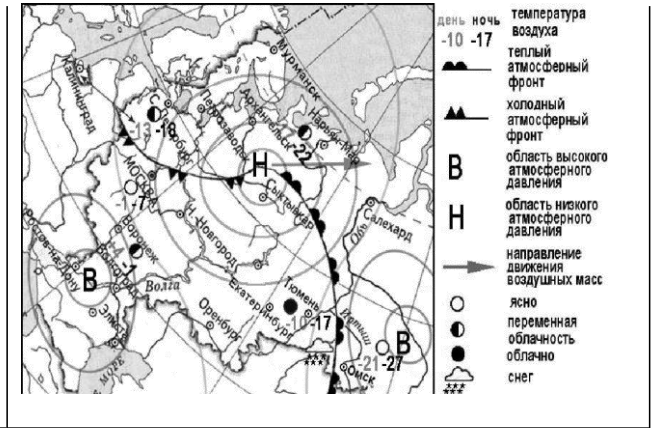 Мурманск
Калининград
С.-Петербург
Петрозаводск
Архангельск
Нарьян-Мар
-13 -18
-22
Н
МОСКВА
-1 -7
Сыктывкар
Салехард
Обь
Воронеж
Н. Новгород
Ростов-на-Дону
В
Волгоград
Волга
Элиста
Оренбург
Екатеринбург
Тюмень
-10 -17
Иртыш
В
-21 -27
Омск
МОРЕ
день ночь
-10 -17
температура
воздуха
теплый
атмосферный
фронт
холодный
атмосферный
фронт
В
область высокого
атмосферного
давления
Н
область низкого
атмосферного
давления
направление
движения
воздушных масс
ясно
переменная
облачность
облачно
снег